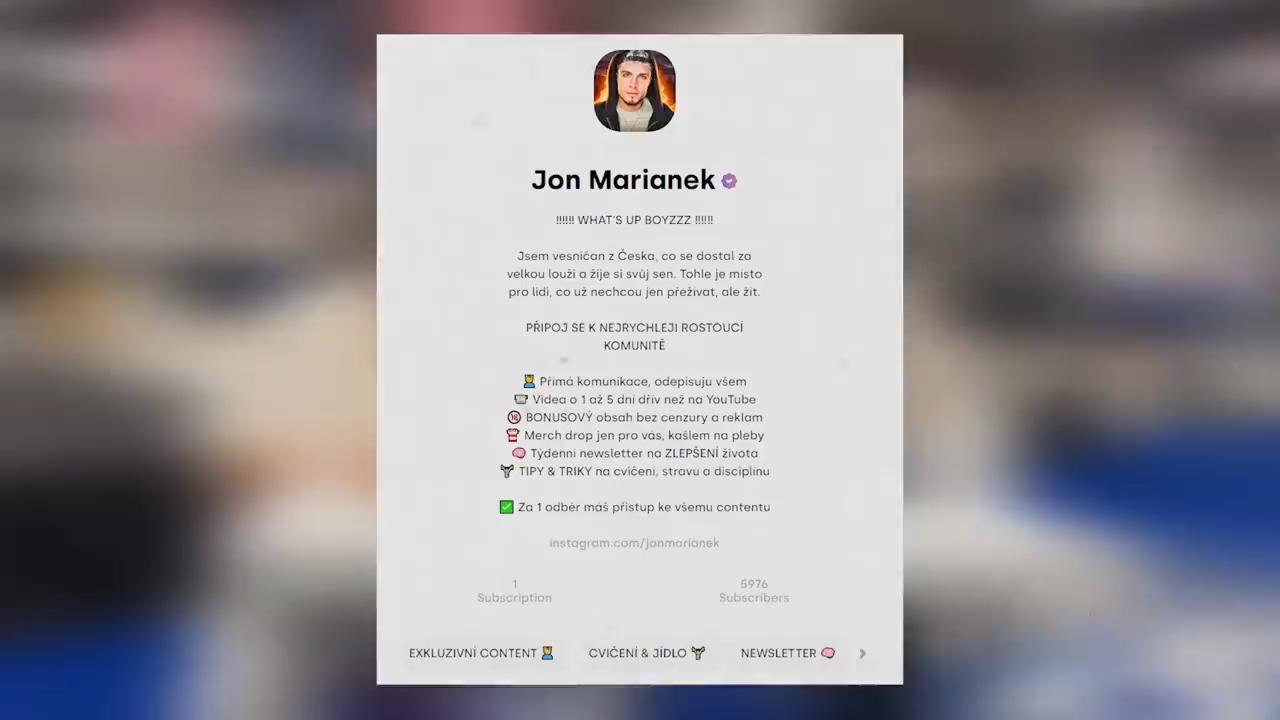 Jon Marianek
!!!!!! WHAT'S UP BOYZZZ !!!!!!
Jsem vesničan z Česka, co se dostal za
velkou louži a žije si svůj sen. Tohle je místo
pro lidi, co už nechcou jen přežívat, ale žít.
PŘIPOJ SE K NEJRYCHLEJI ROSTOUCÍ
KOMUNITĚ
Přímá komunikace, odepisuju všem
Videa o 1 až 5 dní dřív než na YouTube
🔞 BONUSOVÝ obsah bez cenzury a reklam
Merch drop jen pro vás, kašlem na pleby
🧠 Týdenní newsletter na ZLEPŠENÍ života
TIPY & TRIKY na cvičení, stravu a disciplínu
✅ Za 1 odběr máš přístup ke všemu contentu
instagram.com/jonmarianek
1 5976
Subscription Subscribers
EXKLUZIVNÍ CONTENT CVIČENÍ & JÍDLO NEWSLETTER 🧠 >